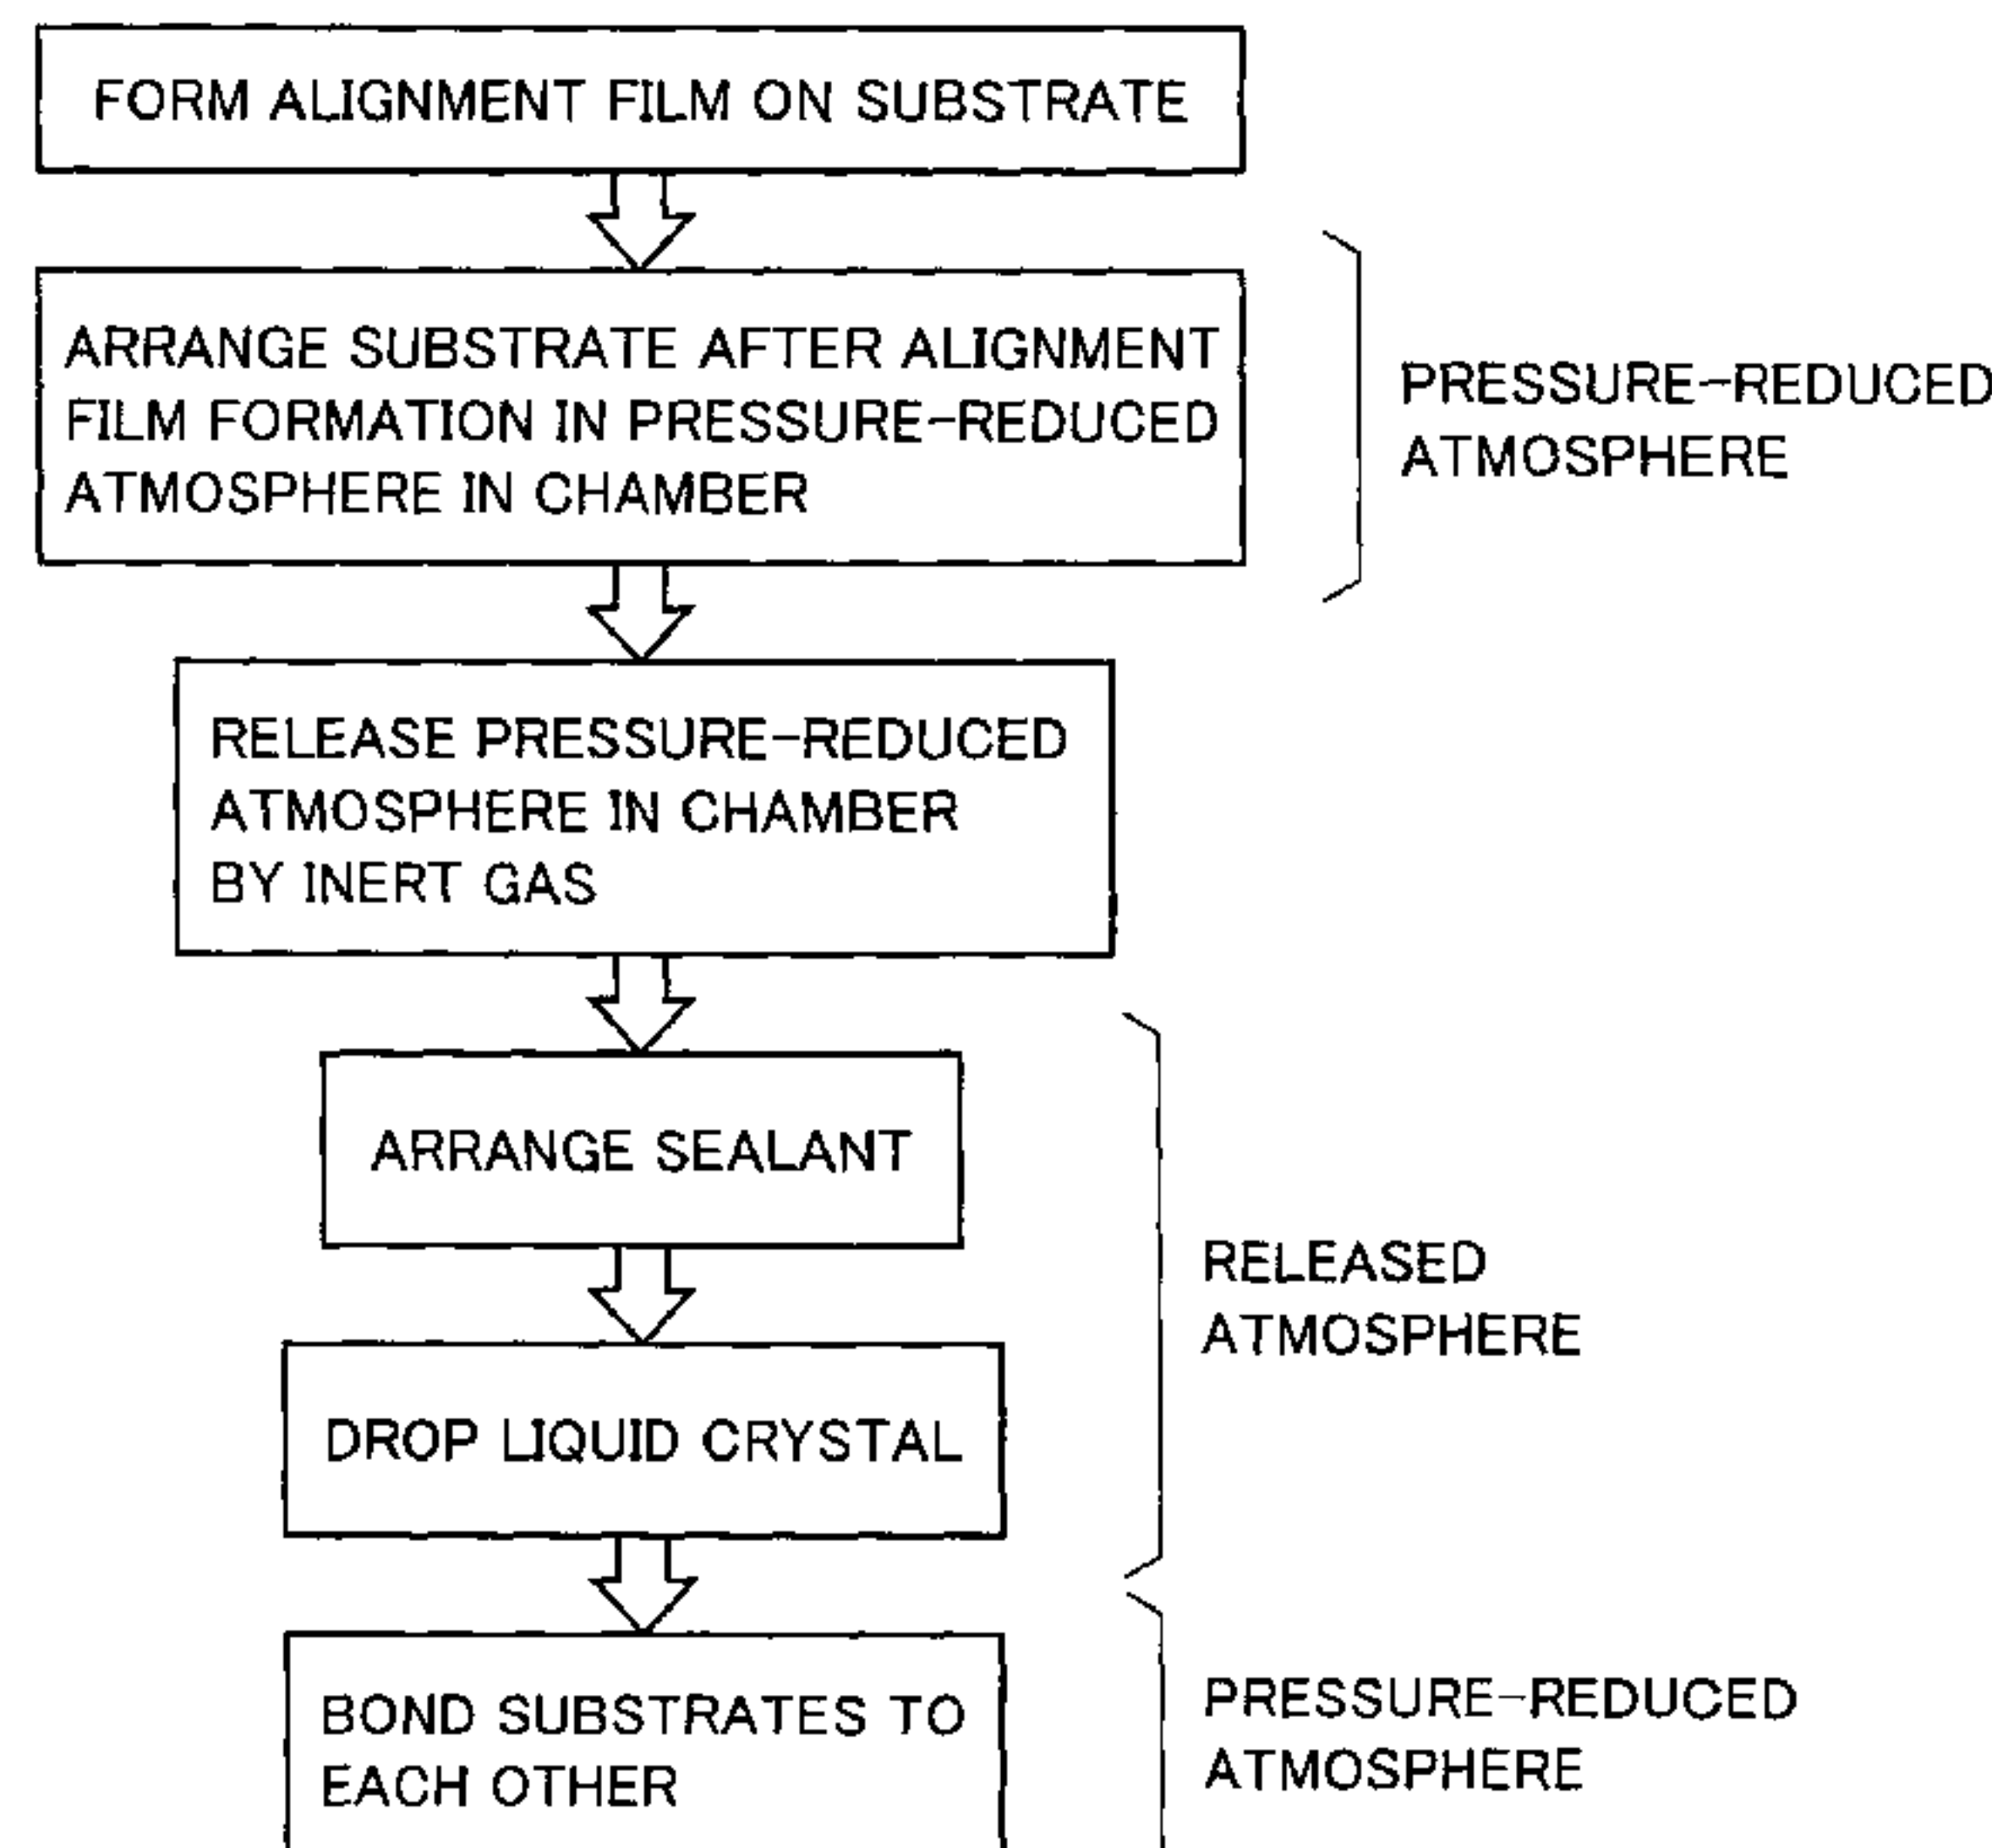 FORM ALIGNMENT FILM ON SUBSTRATE
ARRANGE SUBSTRATE AFTER ALIGNMENT
FILM FORMATION IN PRESSURE-REDUCED
ATMOSPHERE IN CHAMBER
PRESSURE-REDUCED
ATMOSPHERE
RELEASE PRESSURE-REDUCED
ATMOSPHERE IN CHAMBER
BY INERT GAS
ARRANGE SEALANT
DROP LIQUID CRYSTAL
RELEASED
ATMOSPHERE
BOND SUBSTRATES TO
EACH OTHER
PRESSURE-REDUCED
ATMOSPHERE